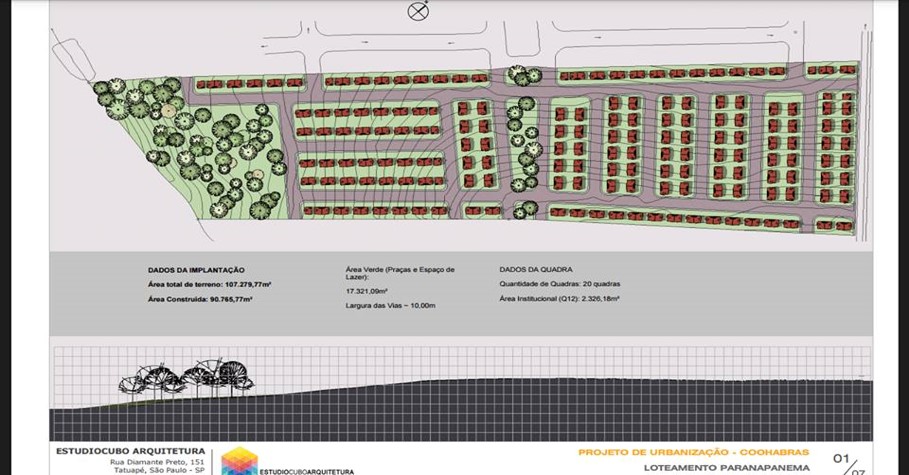 DADOS DA IMPLANTAÇÃO
Área total de terreno: 107.279,77m²
Área Construída: 90.765,77m²
Área Verde (Praças e Espaço de
Lazer):
17.321,09m²
Largura das Vias ~ 10,00m
DADOS DA QUADRA
Quantidade de Quadras: 20 quadras
Área Institucional (Q12): 2.326,18m²
ESTUDIOCUBO ARQUITETURA
Rua Diamante Preto, 151
Tatuapé, São Paulo - SP
ESTUDIOCUBOARQUITETURA
PROJETO DE URBANIZAÇÃO - COOHABRAS
LOTEAMENTO PARANAPANEMA
01/07